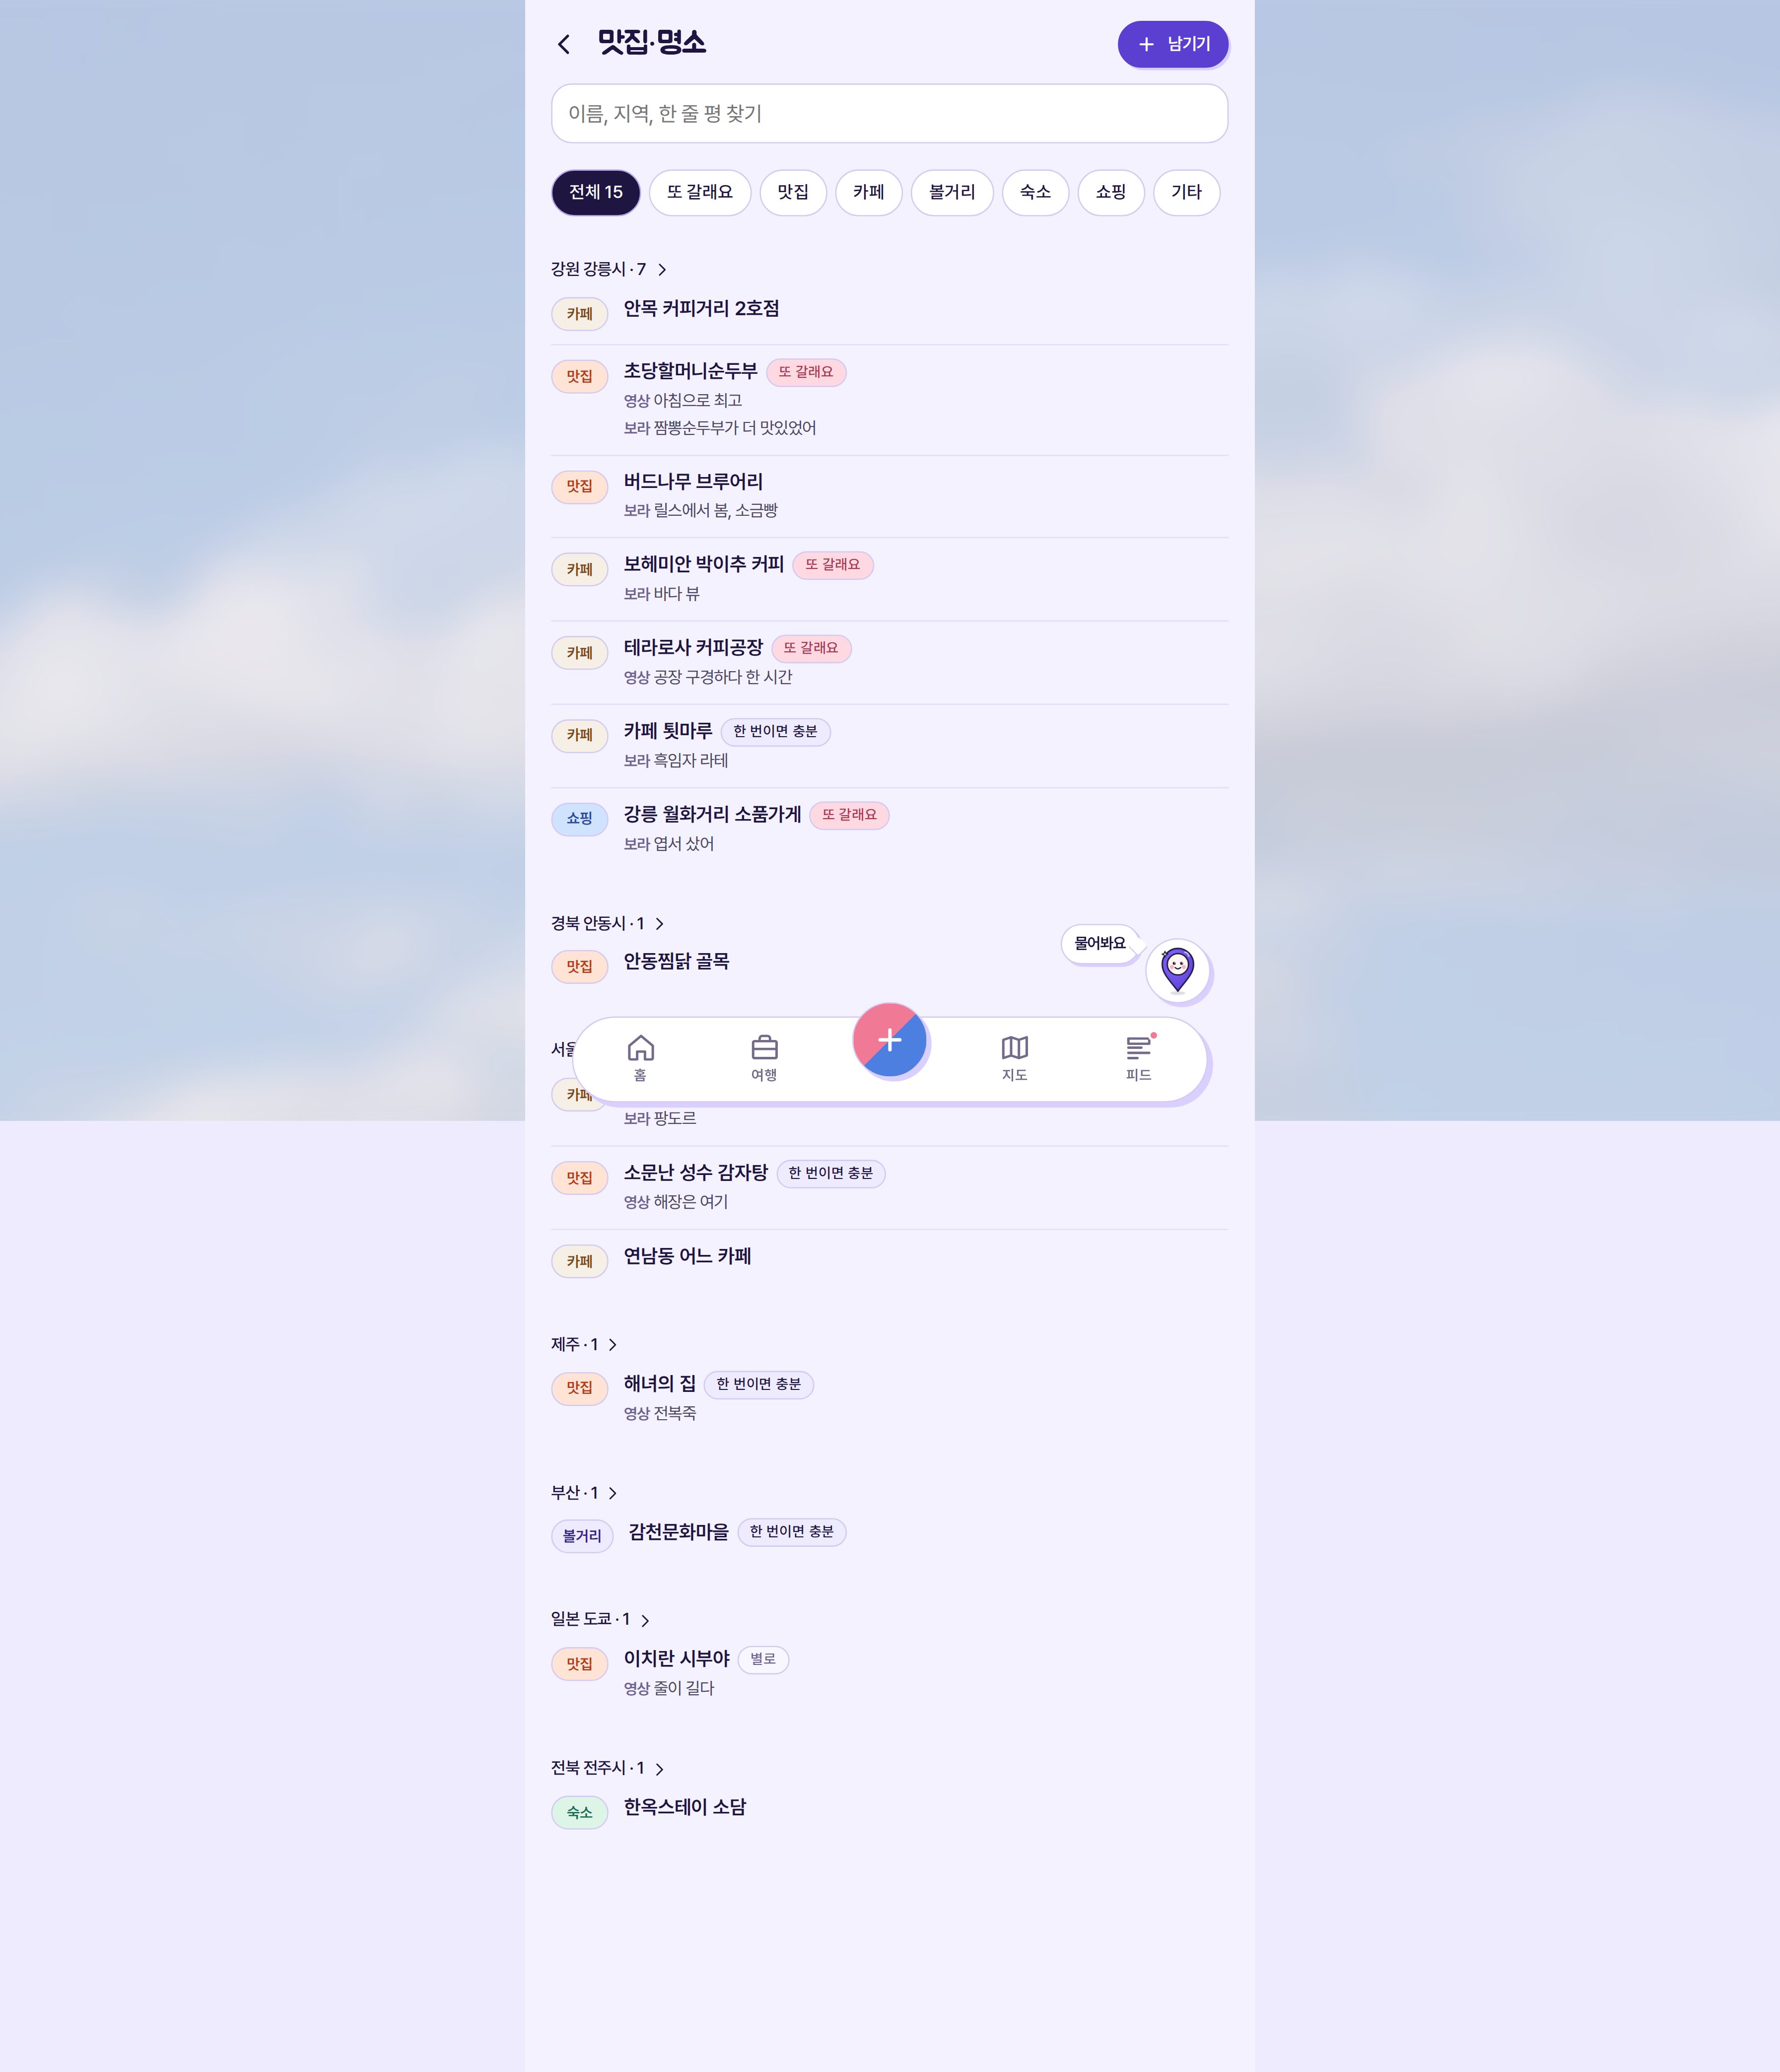 맛집·명소
+ 남기기
이름, 지역, 한 줄 평 찾기
전체 15 또 갈래요 맛집 카페 볼거리 숙소 쇼핑 기타
강원 강릉시 · 7
카페 안목 커피거리 2호점
맛집 초당할머니순두부 또 갈래요
영상 아침으로 최고
보라 짬뽕순두부가 더 맛있었어
맛집 버드나무 브루어리
보라 릴스에서 봄, 소금빵
카페 보헤미안 박이추 커피 또 갈래요
보라 바다 뷰
카페 테라로사 커피공장 또 갈래요
영상 공장 구경하다 한 시간
카페 카페 툇마루 한 번이면 충분
보라 흑임자 라테
쇼핑 강릉 월화거리 소품가게 또 갈래요
보라 엽서 샀어
경북 안동시 · 1
물어봐요
맛집 안동찜닭 골목
홈 여행 지도 피드
카페
보라 팡도르
맛집 소문난 성수 감자탕 한 번이면 충분
영상 해장은 여기
카페 연남동 어느 카페
제주 · 1
맛집 해녀의 집 한 번이면 충분
영상 전복죽
부산 · 1
볼거리 감천문화마을 한 번이면 충분
일본 도쿄 · 1
맛집 이치란 시부야 별로
영상 줄이 길다
전북 전주시 · 1
숙소 한옥스테이 소담